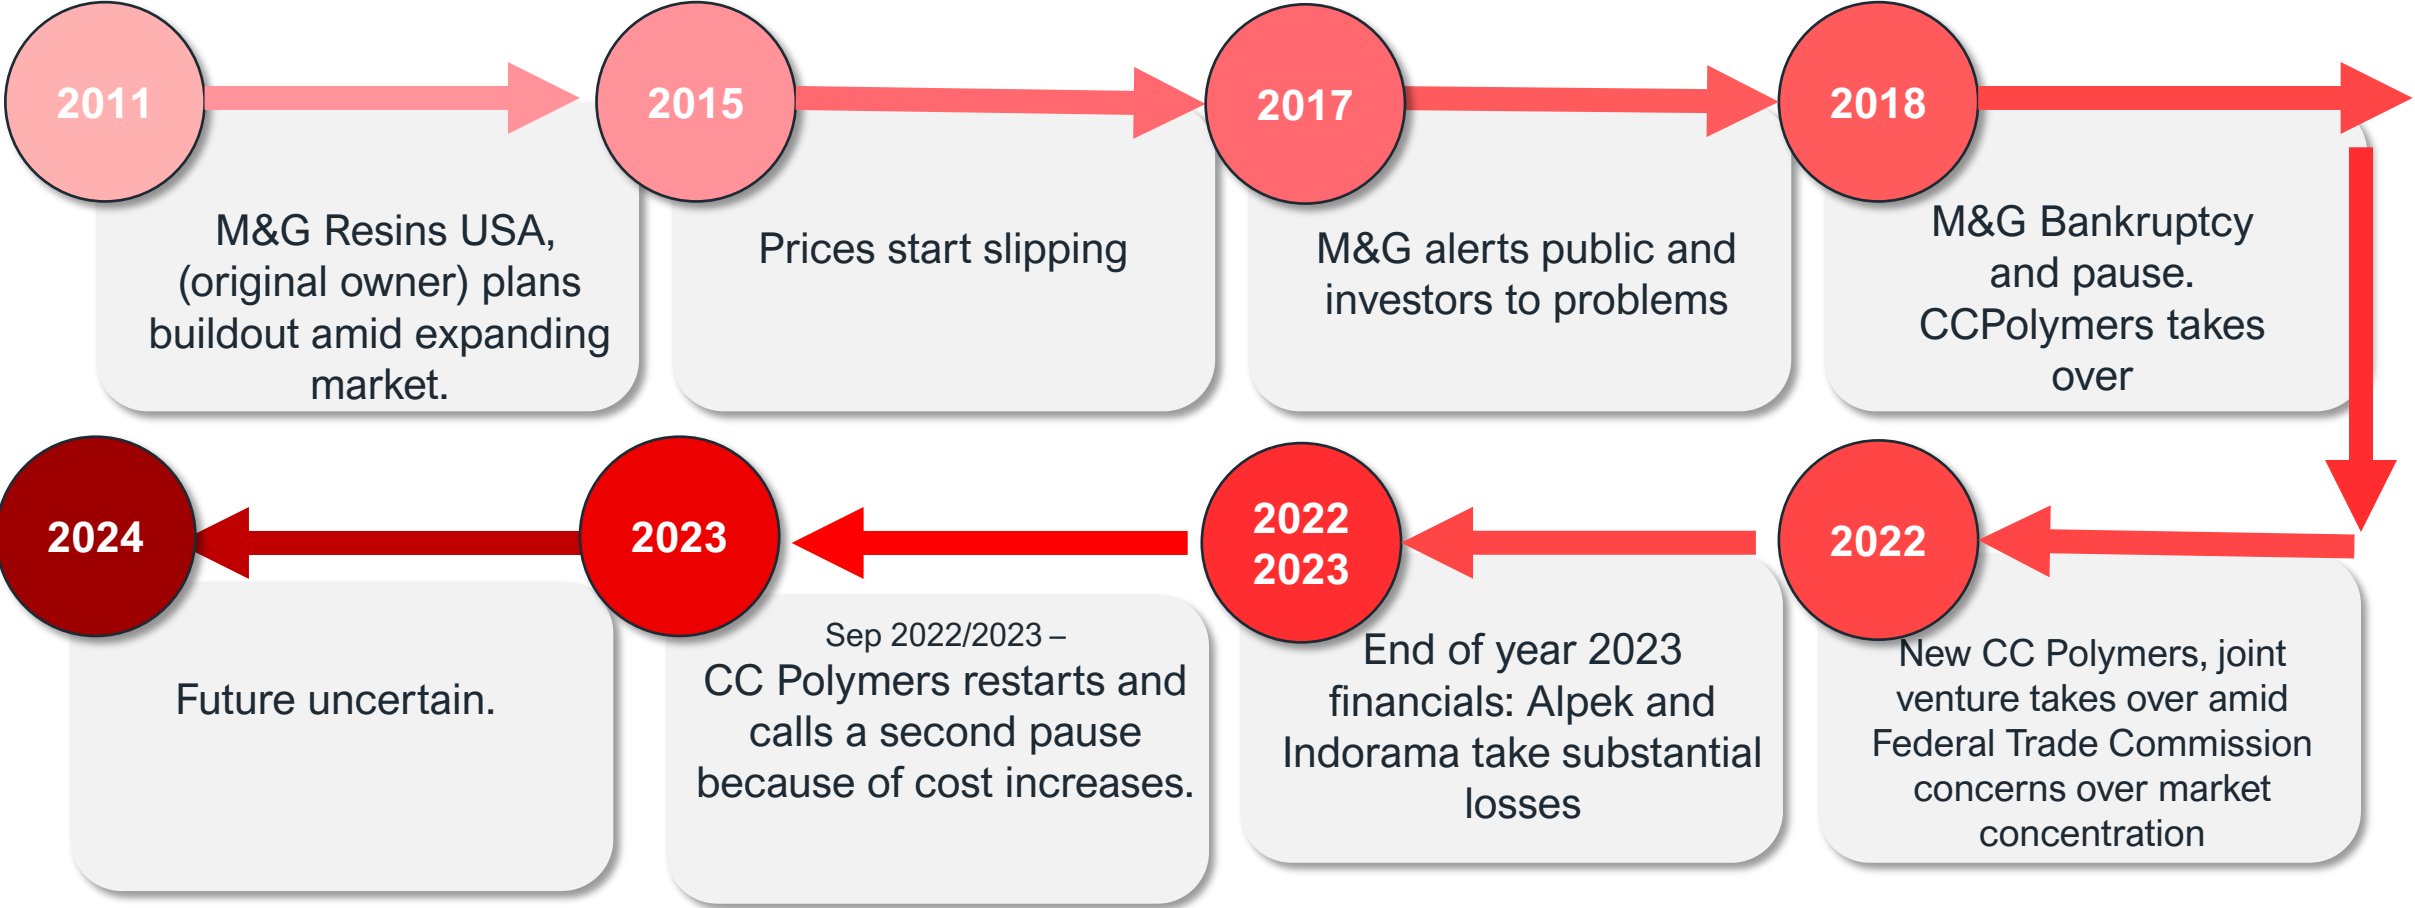 2011
M&G Resins USA,
(original owner) plans
buildout amid expanding
market.
2015
Prices start slipping
2017
M&G alerts public and
investors to problems
2018
M&G Bankruptcy
and pause.
CCPolymers takes
over
2022
New CC Polymers, joint
venture takes over amid
Federal Trade Commission
concerns over market
concentration
2022
2023
End of year 2023
financials: Alpek and
Indorama take substantial
losses
2023
Sep 2022/2023 –
CC Polymers restarts and
calls a second pause
because of cost increases.
2024
Future uncertain.